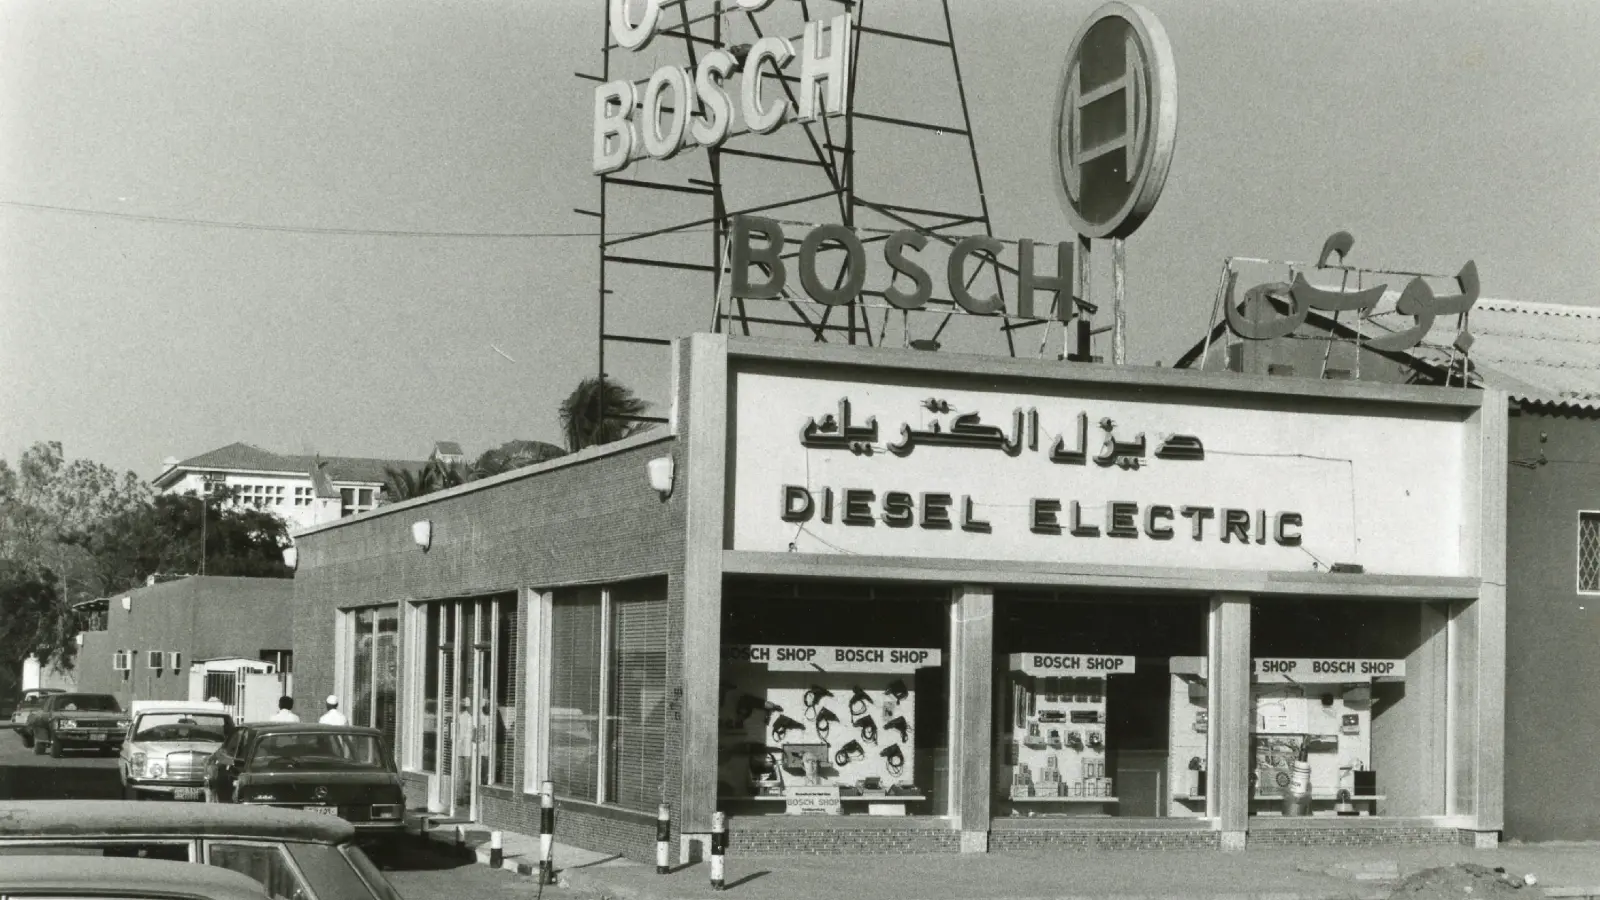 BOSCH
BOSCH
بوش
ديزل الكتريك
DIESEL ELECTRIC
BOSCH SHOP BOSCH SHOP
BOSCH SHOP
SHOP BOSCH SHOP
BOSCH SHOP